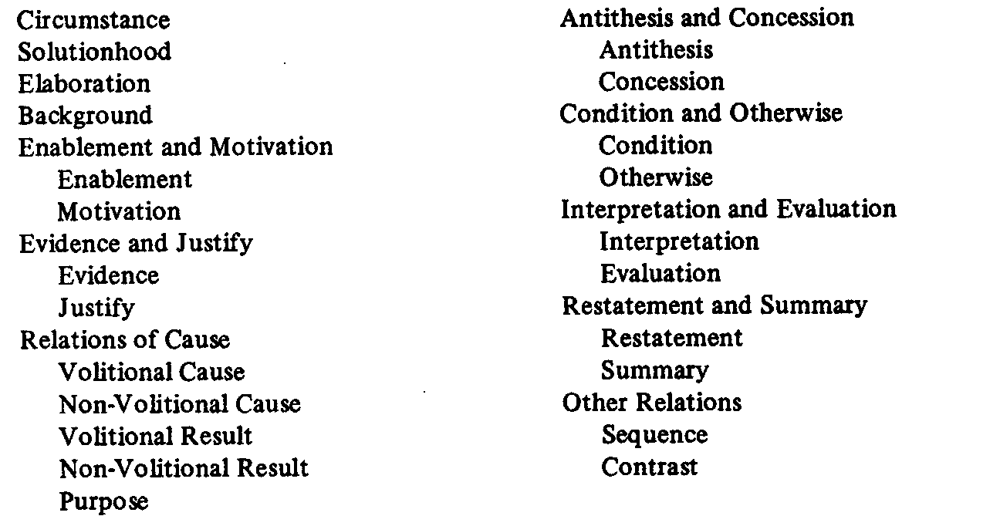 Circumstance
Solutionhood
Elaboration
Background
Enablement and Motivation
Enablement
Motivation
Evidence and Justify
Evidence
Justify
Relations of Cause
Volitional Cause
Non-Volitional Cause
Volitional Result
Non-Volitional Result
Purpose
Antithesis and Concession
Antithesis
Concession
Condition and Otherwise
Condition
Otherwise
Interpretation and Evaluation
Interpretation
Evaluation
Restatement and Summary
Restatement
Summary
Other Relations
Sequence
Contrast